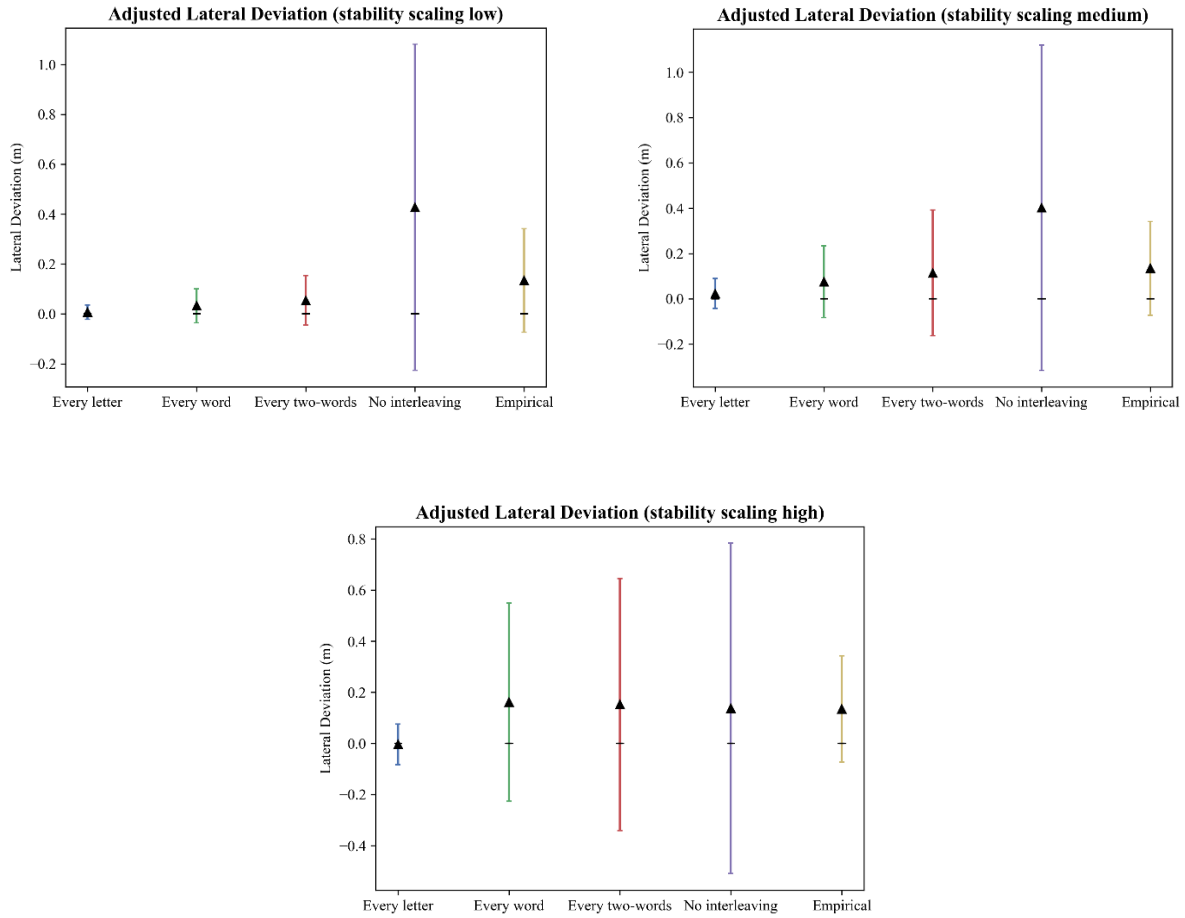 Adjusted Lateral Deviation (stability scaling low)
Lateral Deviation (m)
1.0
0.8
0.6
0.4
0.2
0.0
−0.2
Every letter Every word Every two-words No interleaving Empirical
Adjusted Lateral Deviation (stability scaling medium)
Lateral Deviation (m)
1.0
0.8
0.6
0.4
0.2
0.0
−0.2
Every letter Every word Every two-words No interleaving Empirical
Adjusted Lateral Deviation (stability scaling high)
Lateral Deviation (m)
0.8
0.6
0.4
0.2
0.0
−0.2
−0.4
Every letter Every word Every two-words No interleaving Empirical